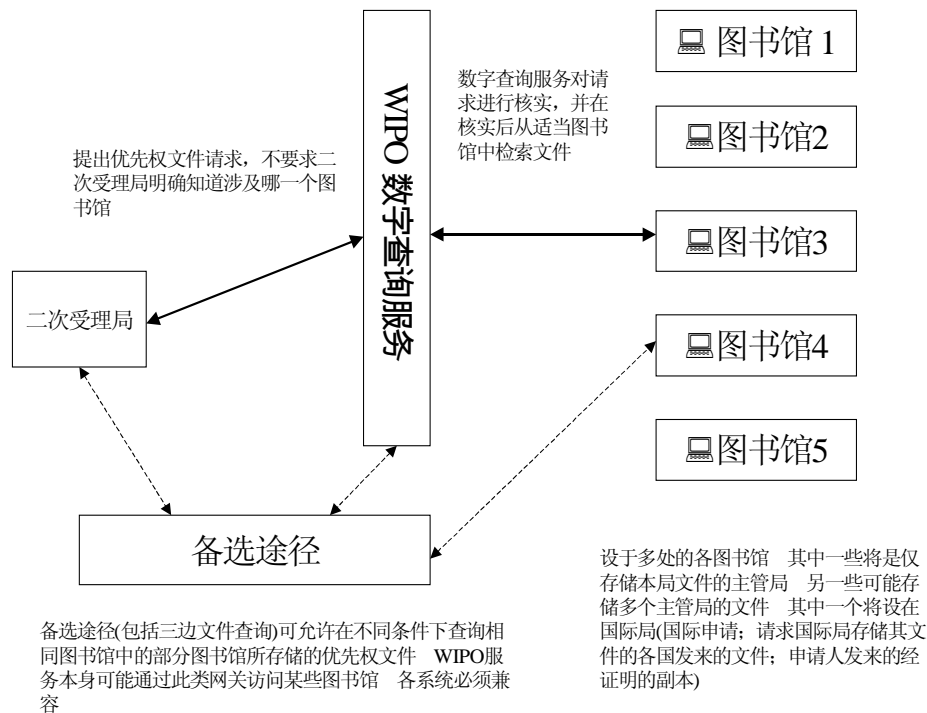 图书馆 1
数字查询服务对请
求进行核实，并在
核实后从适当图书
馆中检索文件
WIPO 数字查询服务
图书馆2
提出优先权文件请求，不要求二
次受理局明确知道涉及哪一个图
书馆
图书馆3
二次受理局
图书馆4
图书馆5
备选途径
设于多处的各图书馆 其中一些将是仅
存储本局文件的主管局 另一些可能存
储多个主管局的文件 其中一个将设在
国际局(国际申请；请求国际局存储其文
件的各国发来的文件；申请人发来的经
证明的副本)
备选途径(包括三边文件查询)可允许在不同条件下查询相
同图书馆中的部分图书馆所存储的优先权文件 WIPO服
务本身可能通过此类网关访问某些图书馆 各系统必须兼
容